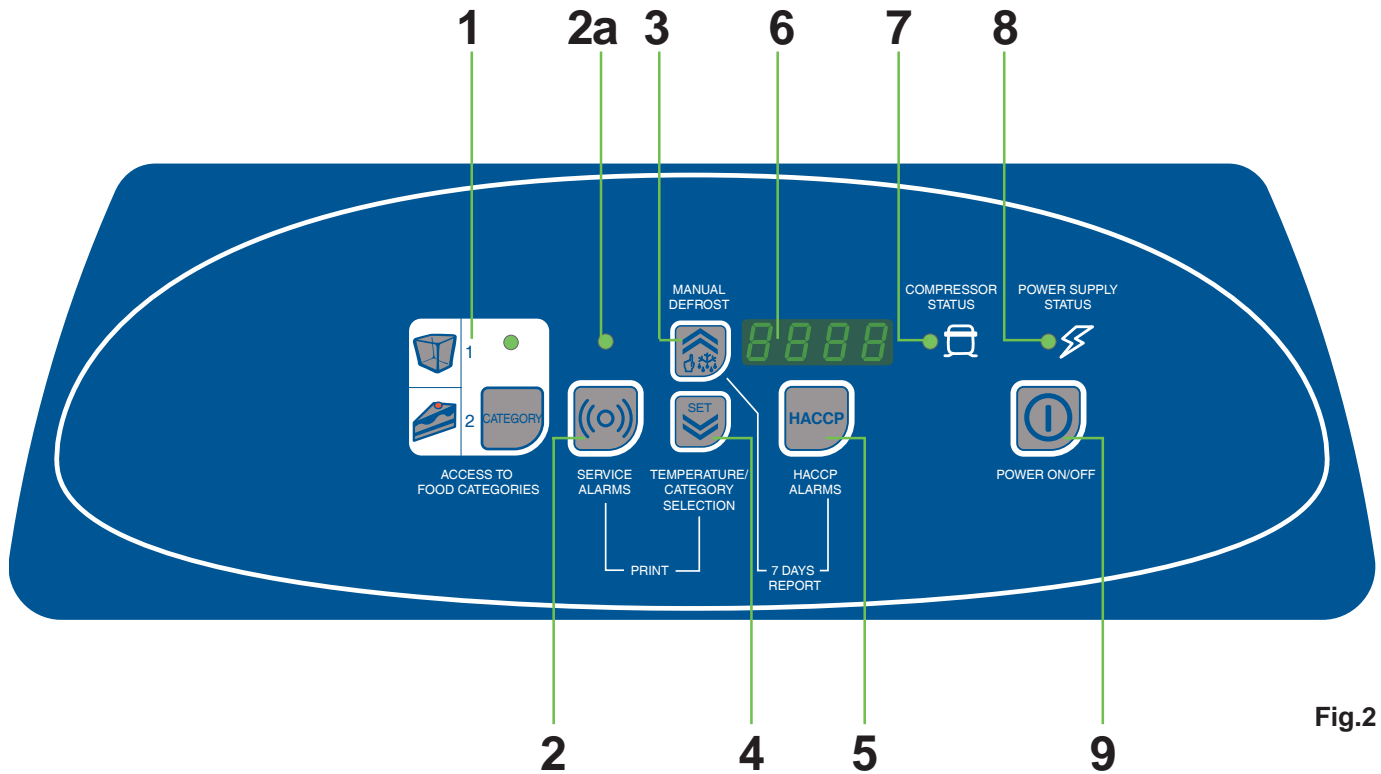 1 2a 3 6 7 8
MANUAL
DEFROST
COMPRESSOR
STATUS
POWER SUPPLY
STATUS
1
8888
2
CATEGORY
SET
HACCP
ACCESS TO
FOOD CATEGORIES
SERVICE
ALARMS
TEMPERATURE/
CATEGORY
SELECTION
HACCP
ALARMS
POWER ON/OFF
PRINT
7 DAYS
REPORT
Fig.2
2 4 5 9